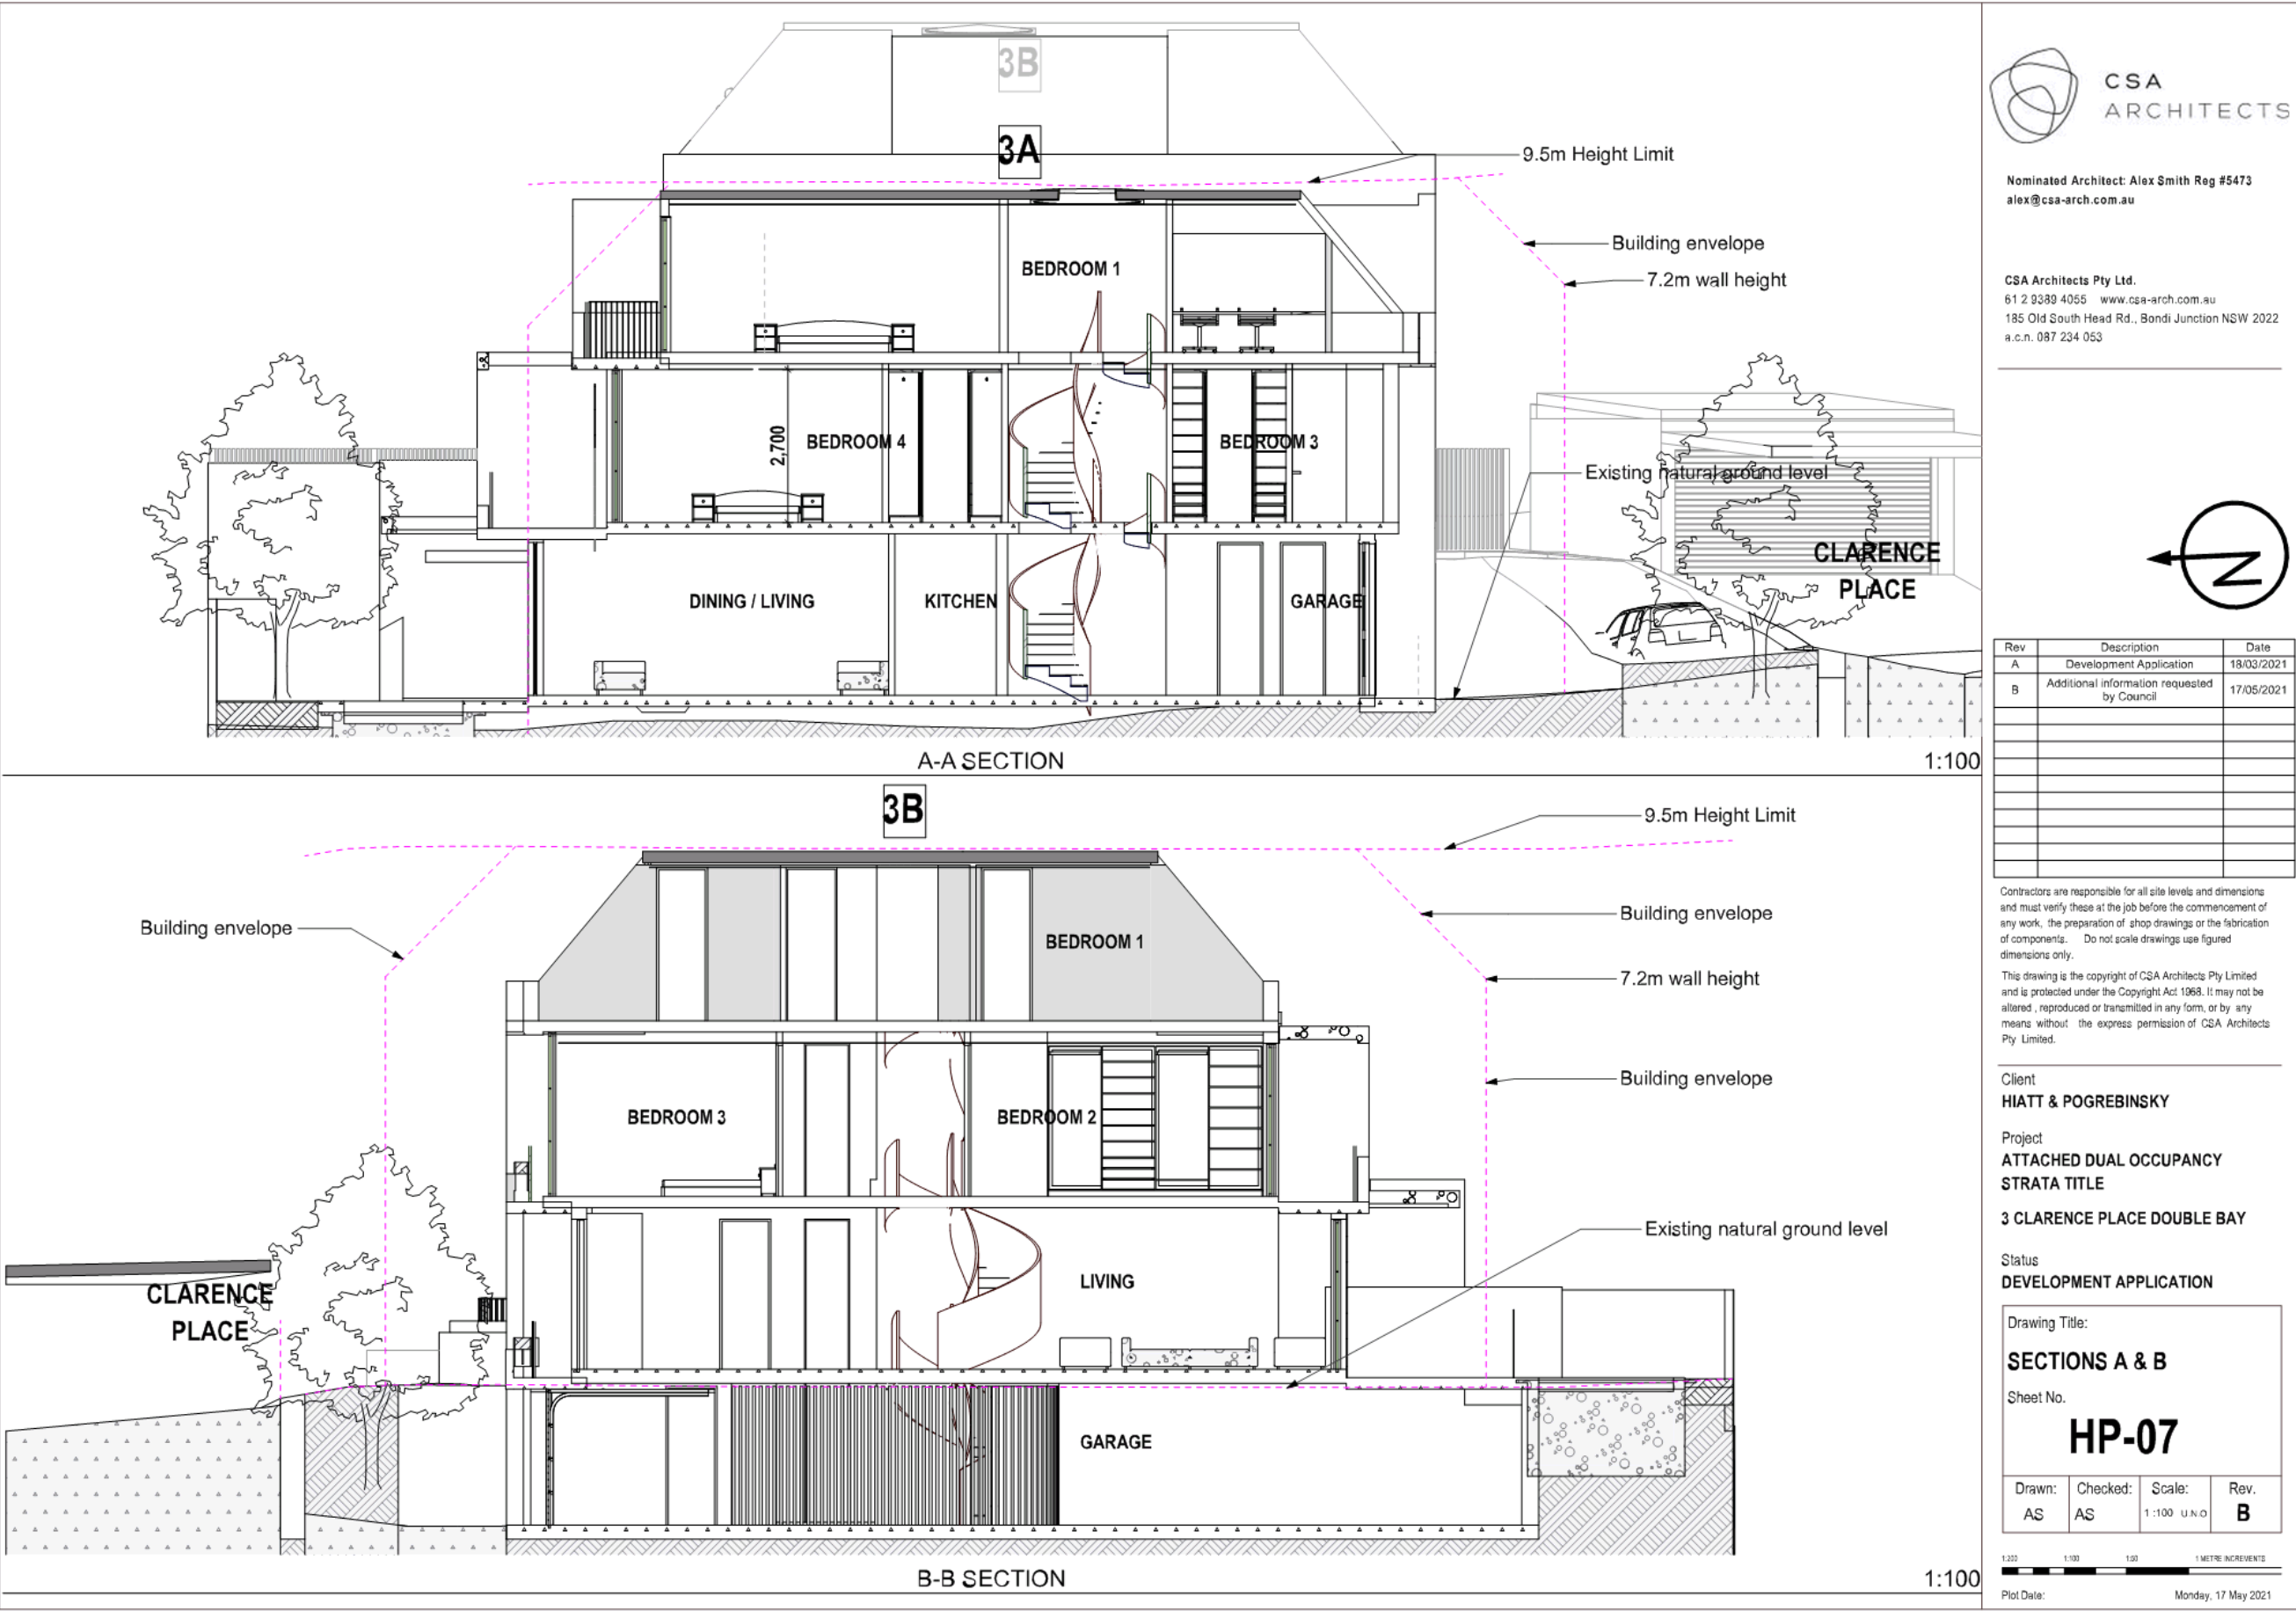 3B
3A
9.5m Height Limit
Building envelope
7.2m wall height
BEDROOM 1
2,700
BEDROOM 4
BEDROOM 3
Existing natural ground level
CLARENCE
PLACE
DINING / LIVING
KITCHEN
GARAGE
A-A SECTION
1:100
3B
9.5m Height Limit
Building envelope
Building envelope
BEDROOM 1
7.2m wall height
Building envelope
BEDROOM 3
BEDROOM 2
Existing natural ground level
LIVING
CLARENCE
PLACE
GARAGE
B-B SECTION
1:100
CSA
ARCHITECTS
Nominated Architect: Alex Smith Reg #5473
alex@csa-arch.com.au
CSA Architects Pty Ltd.
61 2 9389 4055 www.csa-arch.com.au
185 Old South Head Rd., Bondi Junction NSW 2022
a.c.n. 087 234 053
N
Rev Description Date
A Development Application 18/03/2021
B Additional information requested
by Council 17/05/2021
Contractors are responsible for all site levels and dimensions
and must verify these at the job before the commencement of
any work, the preparation of shop drawings or the fabrication
of components. Do not scale drawings use figured
dimensions only.
This drawing is the copyright of CSA Architects Pty Limited
and is protected under the Copyright Act 1968. It may not be
altered , reproduced or transmitted in any form, or by any
means without the express permission of CSA Architects
Pty Limited.
Client
HIATT & POGREBINSKY
Project
ATTACHED DUAL OCCUPANCY
STRATA TITLE
3 CLARENCE PLACE DOUBLE BAY
Status
DEVELOPMENT APPLICATION
Drawing Title:
SECTIONS A & B
Sheet No.
HP-07
Drawn: Checked: Scale: Rev.
AS AS 1 :100 U.N.O B
1:200 1:100 1:50 1 METRE INCREMENTS
Plot Date: Monday, 17 May 2021